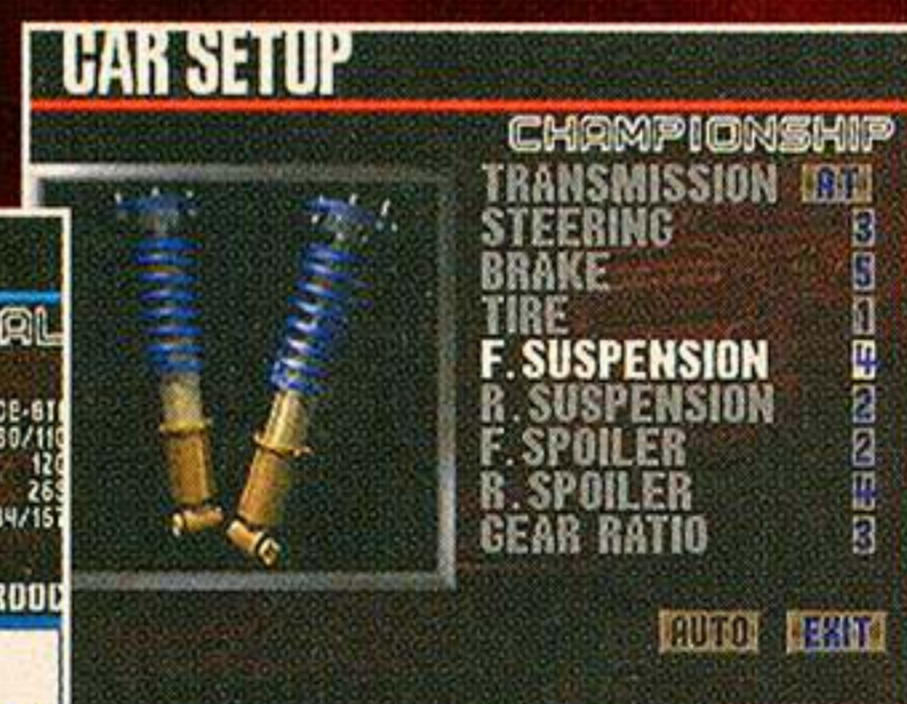 CAR SETUP
CHAMPIONSHIP
TRANSMISSION AT
STEERING 3
BRAKE 5
TIRE 1
F.SUSPENSION 4
R.SUSPENSION 2
F.SPOILER 2
R.SPOILER 4
GEAR RATIO 3
AUTO EXIT